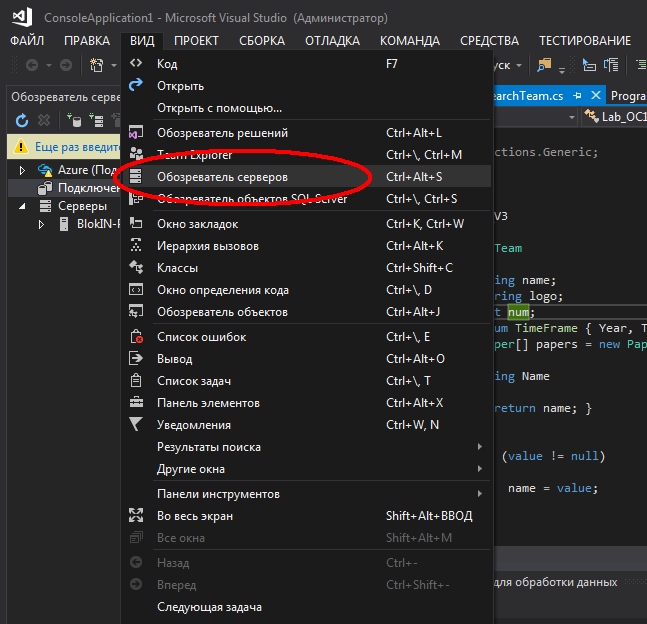 ConsoleApplication1 - Microsoft Visual Studio (Администратор)
ФАЙЛ ПРАВКА ВИД ПРОЕКТ СБОРКА ОТЛАДКА КОМАНДА СРЕДСТВА ТЕСТИРОВАНИЕ
Код F7
Открыть
Открыть с помощью...
Обозреватель решений Ctrl+Alt+L
Team Explorer Ctrl+\, Ctrl+M
Обозреватель серверов Ctrl+Alt+S
Обозреватель объектов SQL Server Ctrl+\, Ctrl+S
Окно закладок Ctrl+K, Ctrl+W
Иерархия вызовов Ctrl+Alt+K
Классы Ctrl+Shift+C
Окно определения кода Ctrl+\, D
Обозреватель объектов Ctrl+Alt+J
Список ошибок Ctrl+\, E
Вывод Ctrl+Alt+O
Список задач Ctrl+\, T
Панель элементов Ctrl+Alt+X
Уведомления Ctrl+W, N
Результаты поиска
Другие окна
Панели инструментов
Во весь экран Shift+Alt+ВВОД
Все окна Shift+Alt+M
Назад Ctrl+-
Вперед Ctrl+Shift+-
Следующая задача
Обозреватель серве
Еще раз введите
Azure (Под
Подключен
Серверы
BlokIN-P
ск
earchTeam.cs Progra
Lab_OC1
ctions.Generic;
V3
Team
ing name;
ring logo;
t num;
um TimeFrame { Year, T
per[] papers = new Pap
ing Name
return name; }
(value != null)
name = value;
для обработки данных